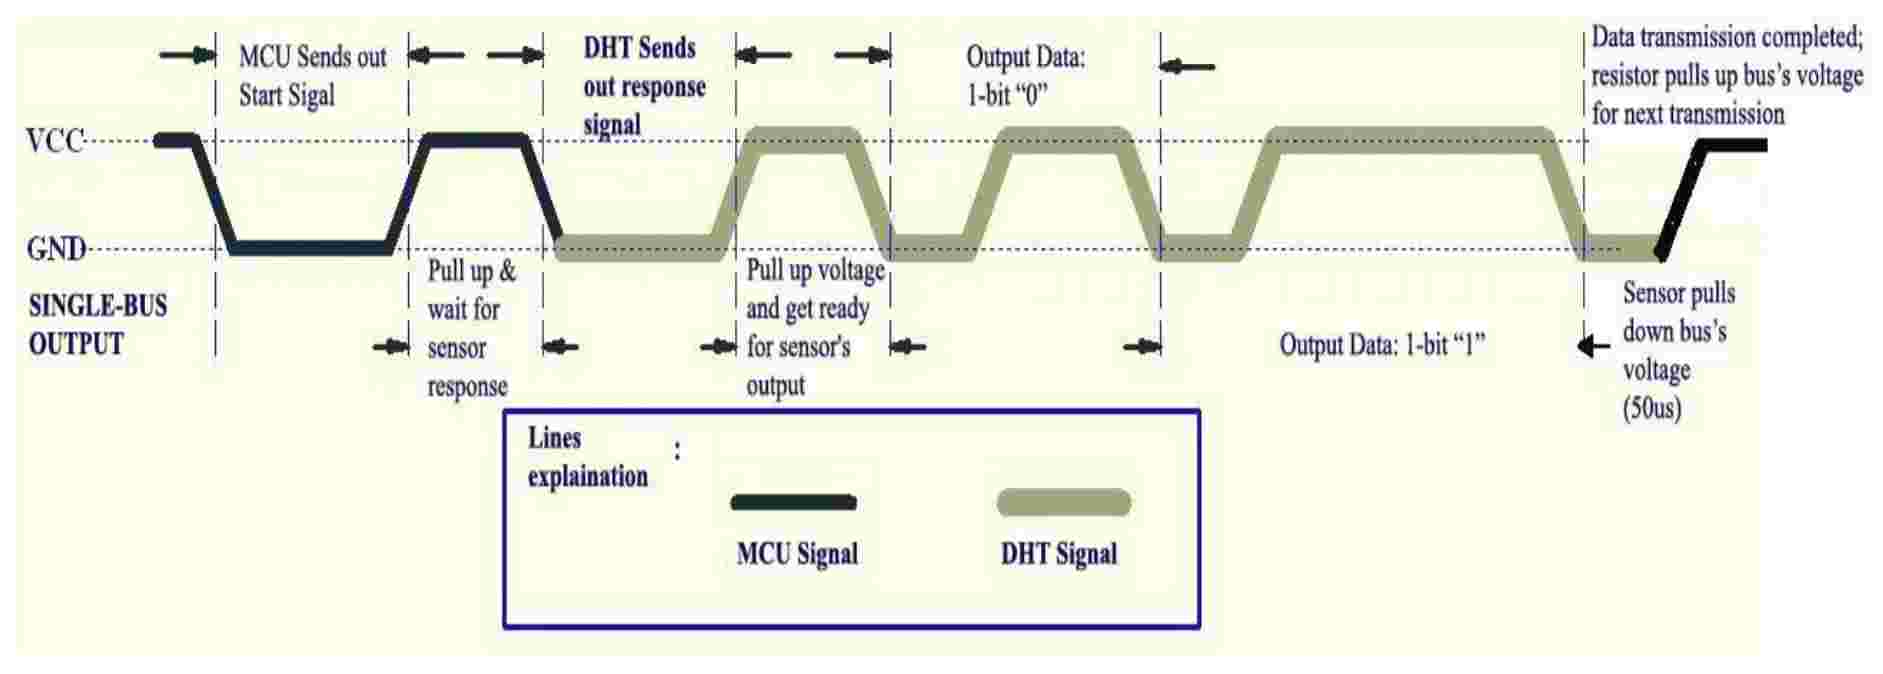 MCU Sends out
Start Sigal
DHT Sends
out response
signal
Output Data:
1-bit “0”
Data transmission completed;
resistor pulls up bus’s voltage
for next transmission
VCC
GND
SINGLE-BUS
OUTPUT
Pull up &
wait for
sensor
response
Pull up voltage
and get ready
for sensor's
output
Output Data: 1-bit “1”
Sensor pulls
down bus’s
voltage
(50us)
Lines
explaination :
MCU Signal
DHT Signal